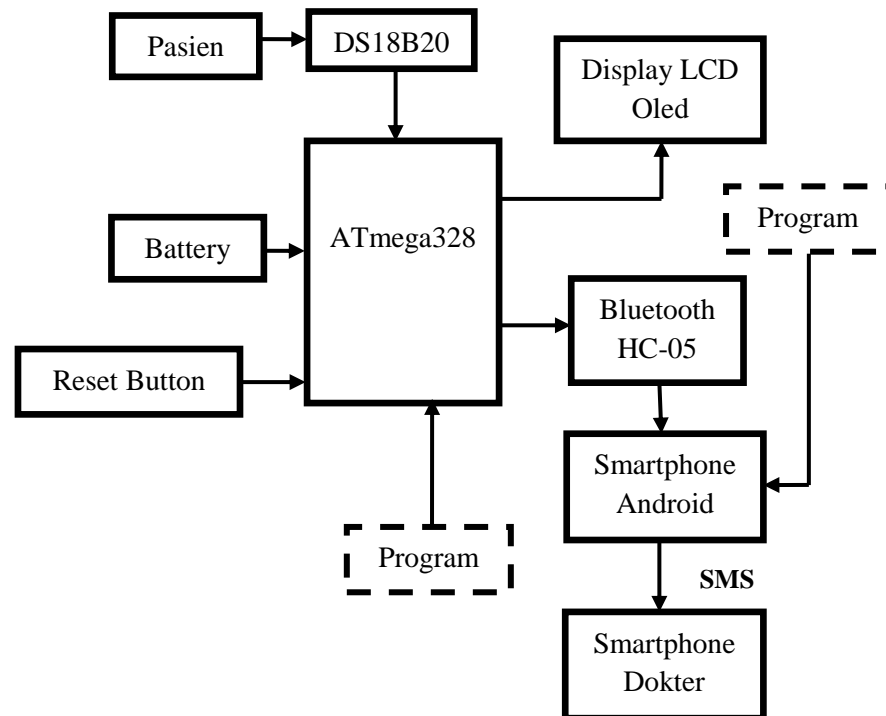 Pasien
DS18B20
Display LCD
Oled
Program
ATmega328
Battery
Bluetooth
HC-05
Reset Button
Smartphone
Android
Program
SMS
Smartphone
Dokter